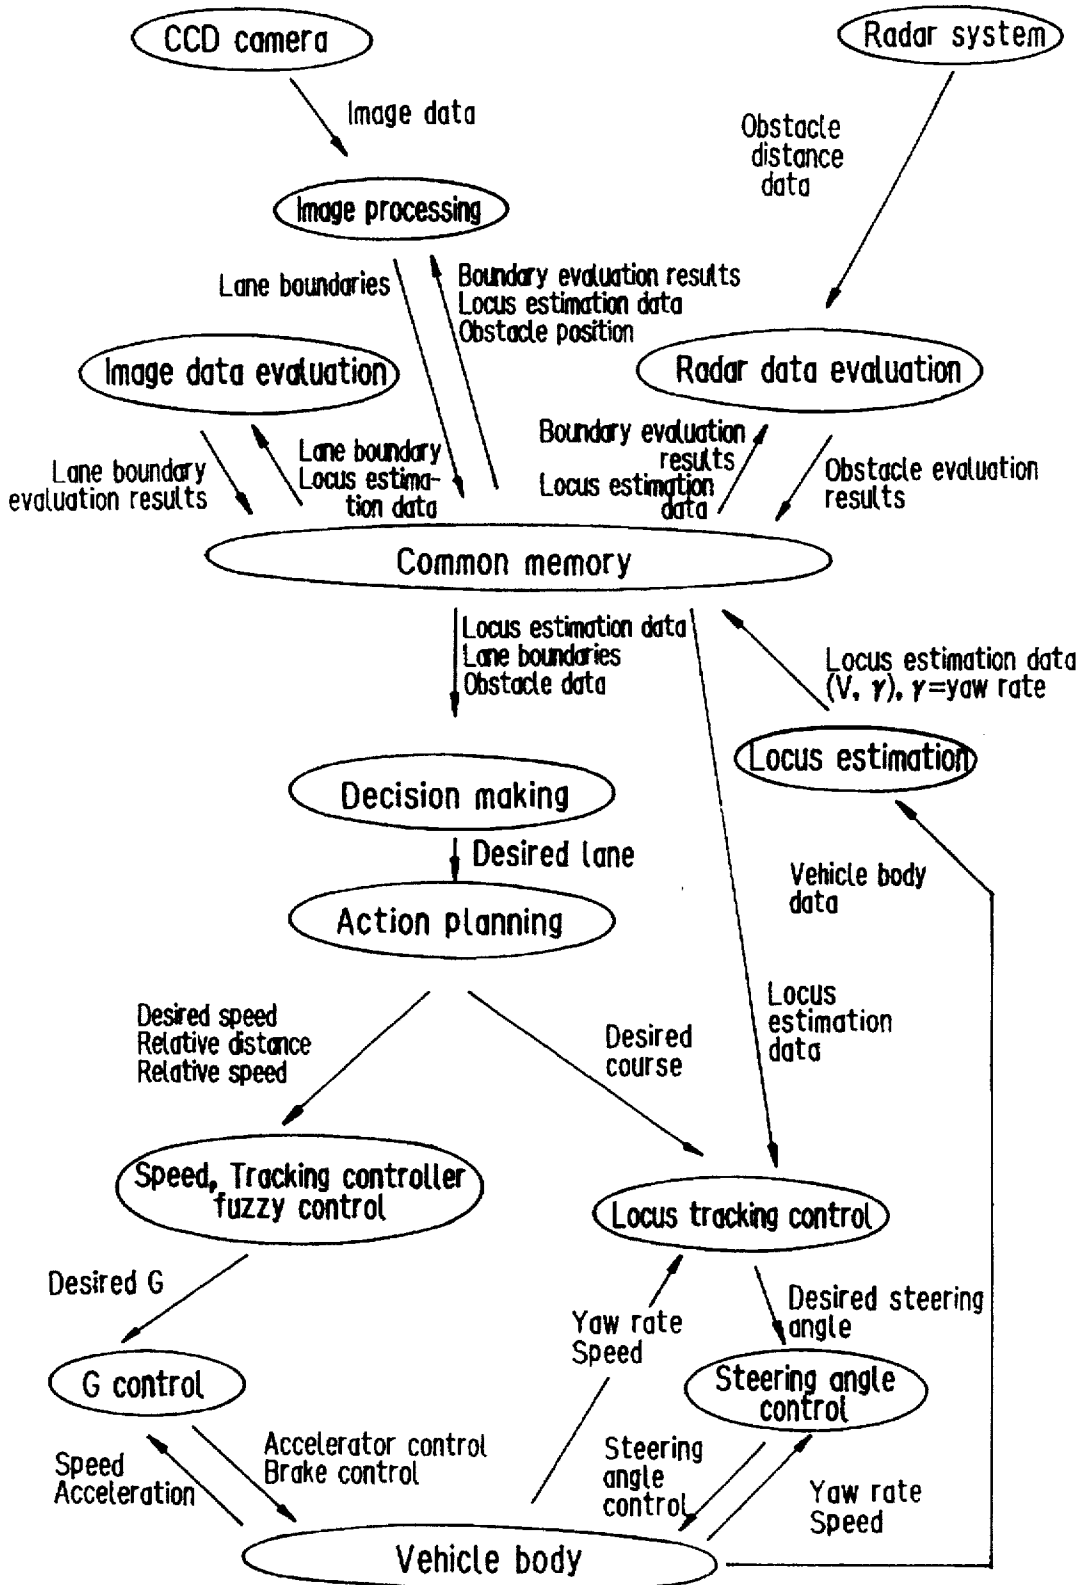 CCD camera
Radar system
Image data
Obstacle
distance
data
Image processing
Lane boundaries
Boundary evaluation results
Locus estimation data
Obstacle position
Image data evaluation
Radar data evaluation
Lane boundary
evaluation results
Lane boundary
Locus estima-
tion data
Boundary evaluation
results
Locus estimation
data
Obstacle evaluation
results
Common memory
Locus estimation data
Lane boundaries
Obstacle data
Locus estimation data
(V, γ), γ=yaw rate
Locus estimation
Decision making
Desired lane
Vehicle body
data
Action planning
Desired speed
Relative distance
Relative speed
Desired
course
Locus
estimation
data
Speed, Tracking controller
fuzzy control
Locus tracking control
Desired G
Yaw rate
Speed
Desired steering
angle
G control
Steering angle
control
Speed
Acceleration
Accelerator control
Brake control
Steering
angle
control
Yaw rate
Speed
Vehicle body